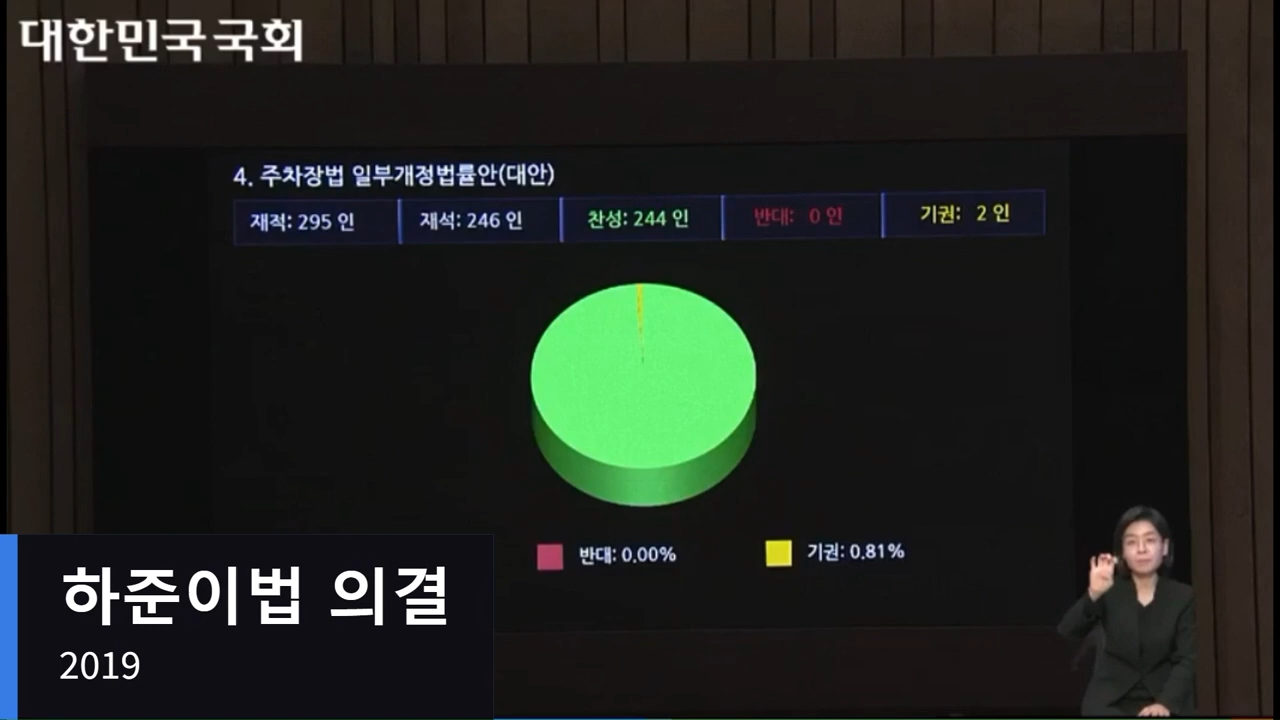 대한민국국회
4. 주차장법 일부개정법률안(대안)
재적: 295 인 재석: 246 인 찬성: 244 인 반대: 0 인 기권: 2 인
반대: 0.00% 기권: 0.81%
하준이법 의결
2019